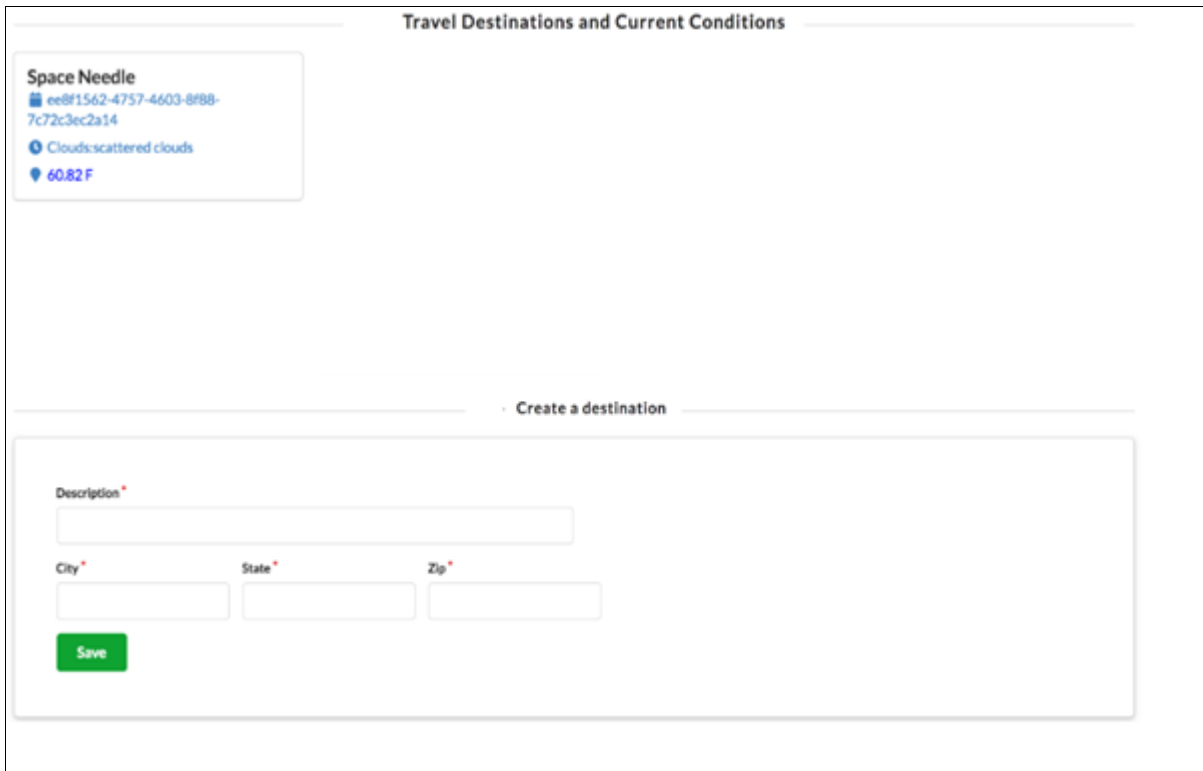 Travel Destinations and Current Conditions
Space Needle
ee8f1562-4757-4603-8f88-
7c72c3ec2a14
Clouds:scattered clouds
60.82 F
Create a destination
Description *
City * State * Zip *
Save